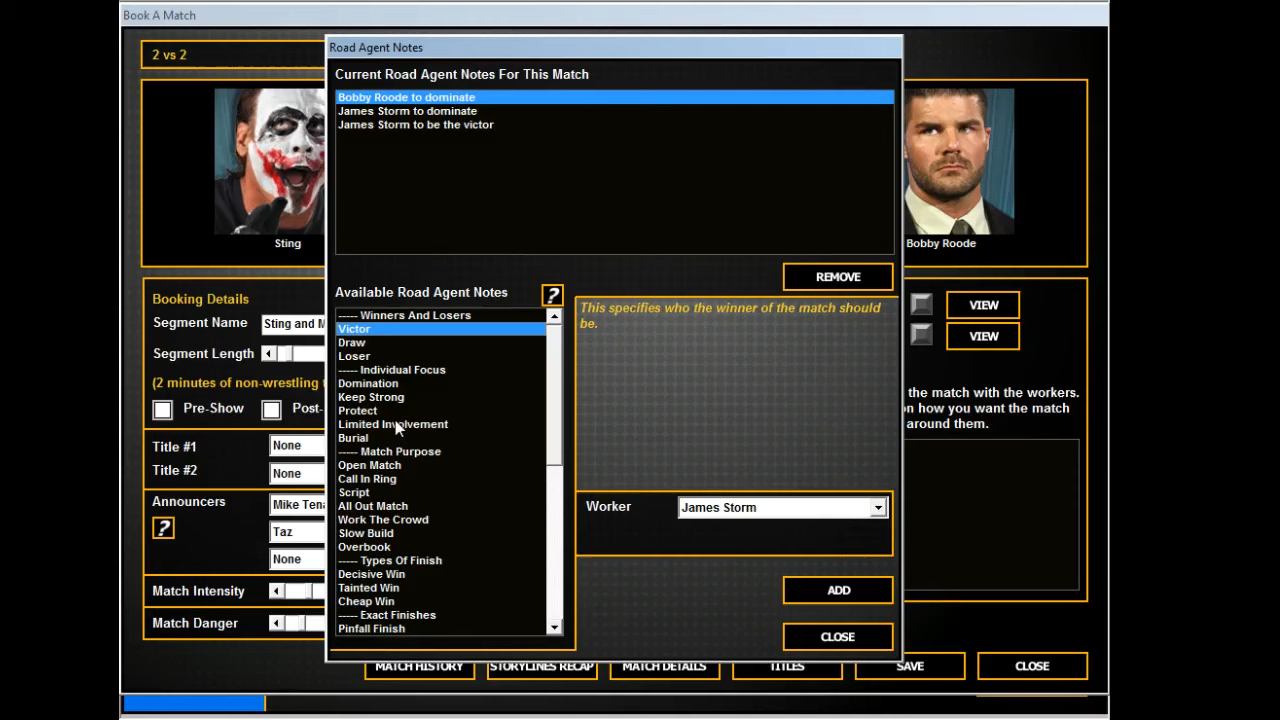 Book A Match
2 vs 2
Road Agent Notes
Current Road Agent Notes For This Match
Bobby Roode to dominate
James Storm to dominate
James Storm to be the victor
Sting
Bobby Roode
REMOVE
Available Road Agent Notes
?
----- Winners And Losers
Victor
Draw
Loser
----- Individual Focus
Domination
Keep Strong
Protect
Limited Involvement
Burial
----- Match Purpose
Open Match
Call In Ring
Script
All Out Match
Work The Crowd
Slow Build
Overbook
----- Types Of Finish
Decisive Win
Tainted Win
Cheap Win
----- Exact Finishes
Pinfall Finish
This specifies who the winner of the match should
be.
Worker
James Storm
ADD
CLOSE
Booking Details
Segment Name
Sting and M
Segment Length
(2 minutes of non-wrestling
Pre-Show
Post-
Title #1
None
Title #2
None
Announcers
Mike Ten
?
Taz
None
Match Intensity
Match Danger
VIEW
VIEW
the match with the workers.
on how you want the match
around them.
MATCH HISTORY
STORYLINES RECAP
MATCH DETAILS
TITLES
SAVE
CLOSE